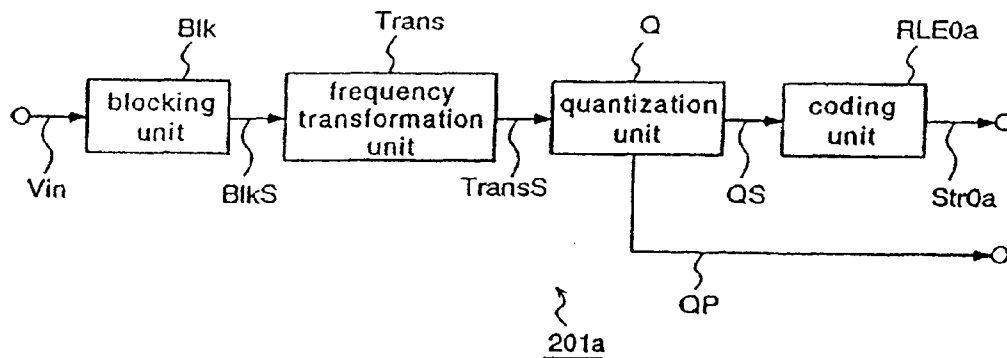 Blk
Trans
Q
RLE0a
blocking
unit
frequency
transformation
unit
quantization
unit
coding
unit
Vin
BlkS
TransS
QS
Str0a
QP
201a